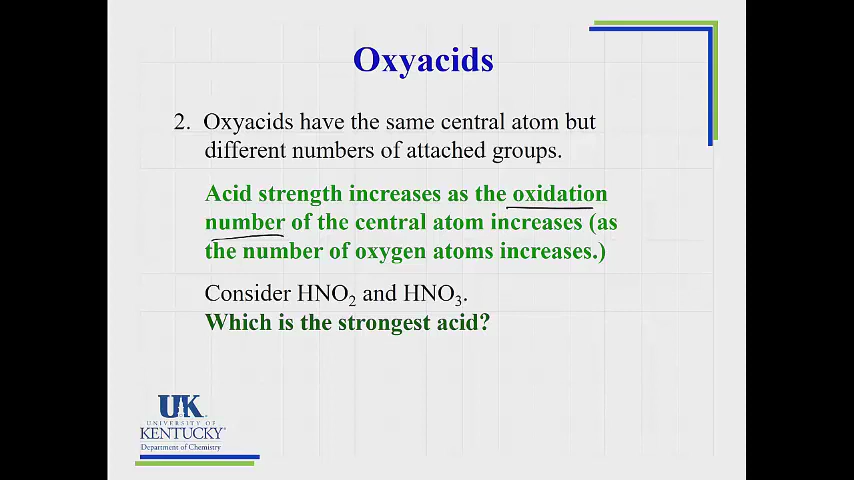 Oxyacids
2. Oxyacids have the same central atom but
different numbers of attached groups.
Acid strength increases as the oxidation
number of the central atom increases (as
the number of oxygen atoms increases.)
Consider HNO₂ and HNO₃.
Which is the strongest acid?
UK
UNIVERSITY OF
KENTUCKY
Department of Chemistry